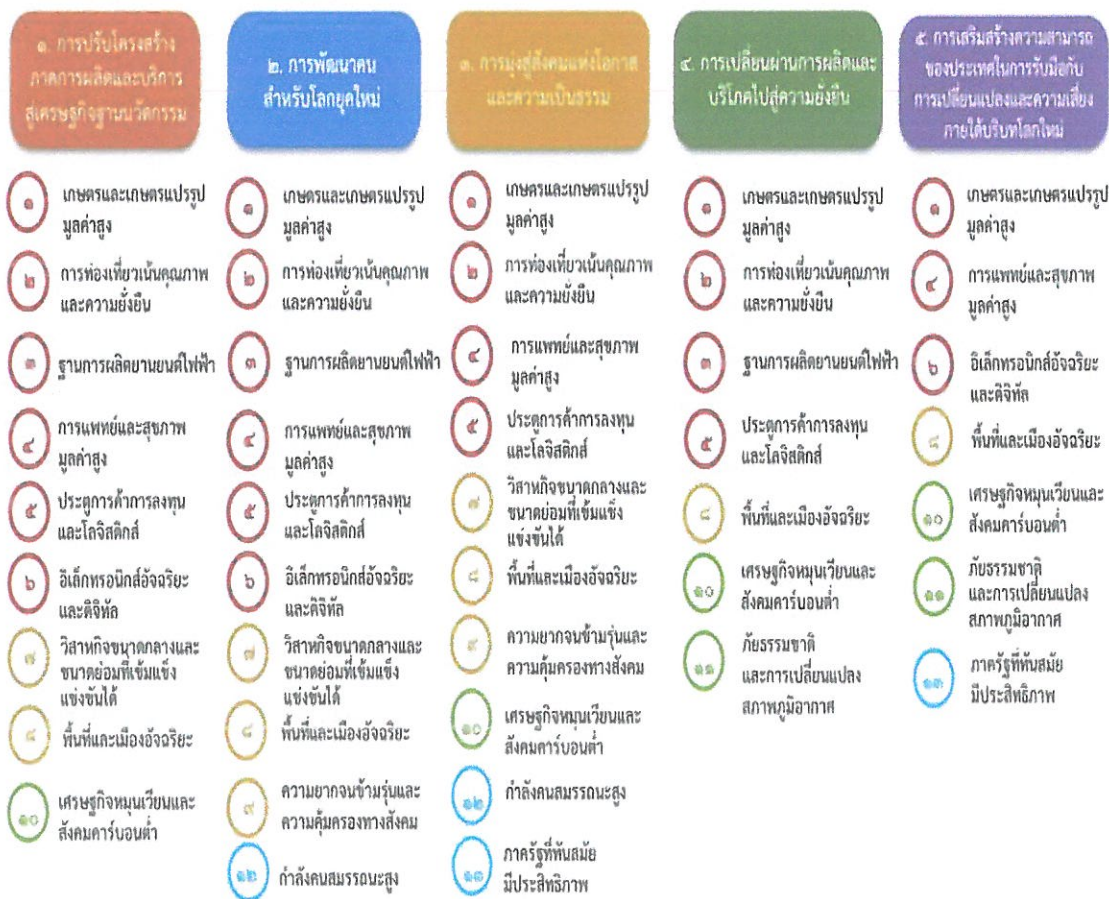 ๑. การปรับโครงสร้าง
ภาคการผลิตและบริการ
สู่เศรษฐกิจฐานนวัตกรรม
๒. การพัฒนาคน
สำหรับโลกยุคใหม่
๓. การมุ่งสู่สังคมแห่งโอกาส
และความเป็นธรรม
๔. การเปลี่ยนผ่านการผลิตและ
บริโภคไปสู่ความยั่งยืน
๕. การเสริมสร้างความสามารถ
ของประเทศในการรับมือกับ
การเปลี่ยนแปลงและความเสี่ยง
ภายใต้บริบทโลกใหม่
๑ เกษตรและเกษตรแปรรูป
มูลค่าสูง
๒ การท่องเที่ยวเน้นคุณภาพ
และความยั่งยืน
๓ ฐานการผลิตยานยนต์ไฟฟ้า
๔ การแพทย์และสุขภาพ
มูลค่าสูง
๕ ประตูการค้าการลงทุน
และโลจิสติกส์
๖ อิเล็กทรอนิกส์อัจฉริยะ
และดิจิทัล
๗ วิสาหกิจขนาดกลางและ
ขนาดย่อมที่เข้มแข็ง
แข่งขันได้
๘ พื้นที่และเมืองอัจฉริยะ
๑๐ เศรษฐกิจหมุนเวียนและ
สังคมคาร์บอนต่ำ
๑ เกษตรและเกษตรแปรรูป
มูลค่าสูง
๒ การท่องเที่ยวเน้นคุณภาพ
และความยั่งยืน
๓ ฐานการผลิตยานยนต์ไฟฟ้า
๔ การแพทย์และสุขภาพ
มูลค่าสูง
๕ ประตูการค้าการลงทุน
และโลจิสติกส์
๖ อิเล็กทรอนิกส์อัจฉริยะ
และดิจิทัล
๗ วิสาหกิจขนาดกลางและ
ขนาดย่อมที่เข้มแข็ง
แข่งขันได้
๘ พื้นที่และเมืองอัจฉริยะ
๙ ความยากจนข้ามรุ่นและ
ความคุ้มครองทางสังคม
๑๒ กำลังคนสมรรถนะสูง
๑ เกษตรและเกษตรแปรรูป
มูลค่าสูง
๒ การท่องเที่ยวเน้นคุณภาพ
และความยั่งยืน
๔ การแพทย์และสุขภาพ
มูลค่าสูง
๕ ประตูการค้าการลงทุน
และโลจิสติกส์
๗ วิสาหกิจขนาดกลางและ
ขนาดย่อมที่เข้มแข็ง
แข่งขันได้
๘ พื้นที่และเมืองอัจฉริยะ
๙ ความยากจนข้ามรุ่นและ
ความคุ้มครองทางสังคม
๑๐ เศรษฐกิจหมุนเวียนและ
สังคมคาร์บอนต่ำ
๑๒ กำลังคนสมรรถนะสูง
๑๓ ภาครัฐที่ทันสมัย
มีประสิทธิภาพ
๑ เกษตรและเกษตรแปรรูป
มูลค่าสูง
๒ การท่องเที่ยวเน้นคุณภาพ
และความยั่งยืน
๓ ฐานการผลิตยานยนต์ไฟฟ้า
๕ ประตูการค้าการลงทุน
และโลจิสติกส์
๘ พื้นที่และเมืองอัจฉริยะ
๑๐ เศรษฐกิจหมุนเวียนและ
สังคมคาร์บอนต่ำ
๑๑ ภัยธรรมชาติ
และการเปลี่ยนแปลง
สภาพภูมิอากาศ
๑ เกษตรและเกษตรแปรรูป
มูลค่าสูง
๔ การแพทย์และสุขภาพ
มูลค่าสูง
๖ อิเล็กทรอนิกส์อัจฉริยะ
และดิจิทัล
๘ พื้นที่และเมืองอัจฉริยะ
๑๐ เศรษฐกิจหมุนเวียนและ
สังคมคาร์บอนต่ำ
๑๑ ภัยธรรมชาติ
และการเปลี่ยนแปลง
สภาพภูมิอากาศ
๑๓ ภาครัฐที่ทันสมัย
มีประสิทธิภาพ